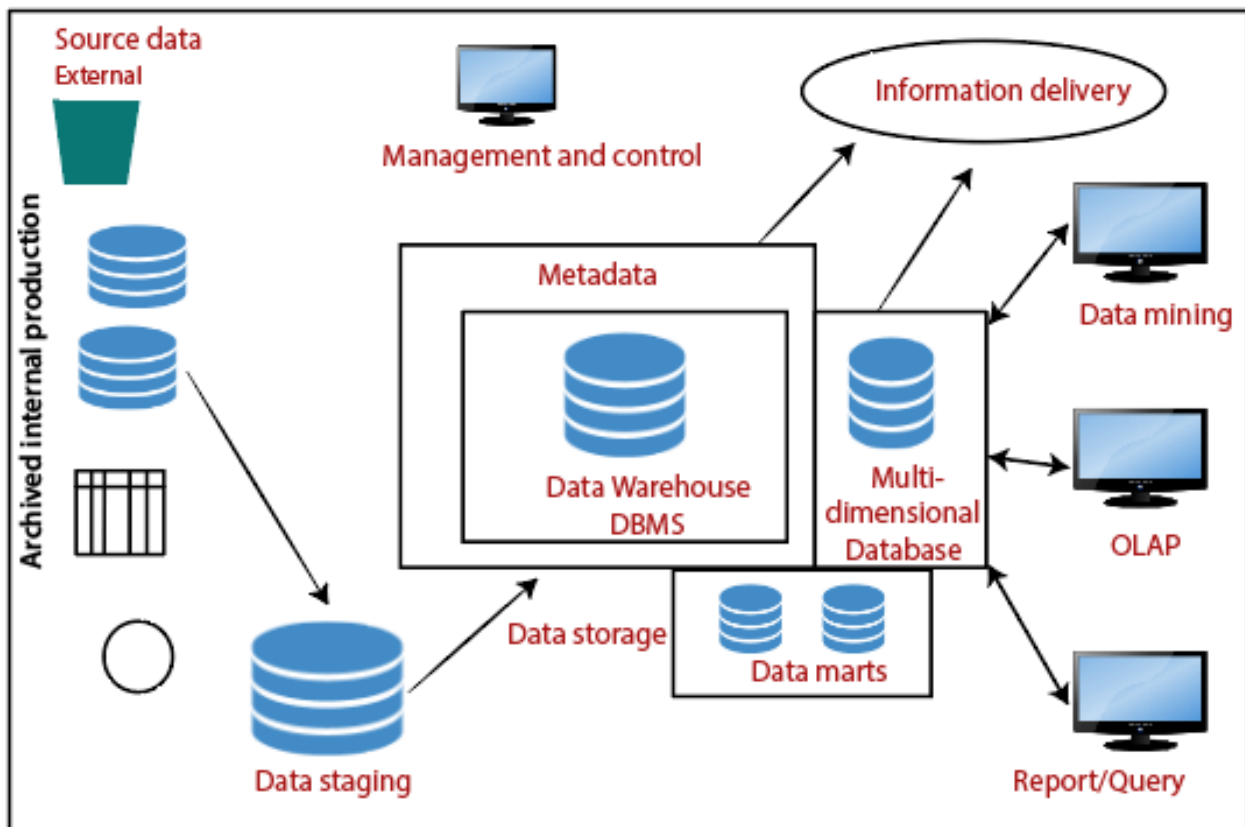 Source data
External
Archived internal production
Management and control
Information delivery
Metadata
Data Warehouse
DBMS
Multi-
dimensional
Database
Data mining
OLAP
Data storage
Data marts
Data staging
Report/Query